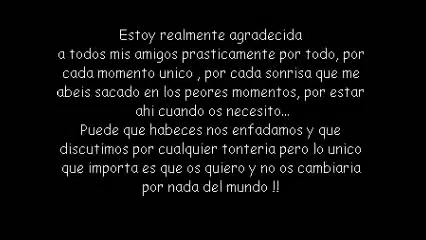 Estoy realmente agradecida
a todos mis amigos prasticamente por todo, por
cada momento unico , por cada sonrisa que me
abeis sacado en los peores momentos, por estar
ahi cuando os necesito...
Puede que habeces nos enfadamos y que
discutimos por cualquier tonteria pero lo unico
que importa es que os quiero y no os cambiaria
por nada del mundo !!